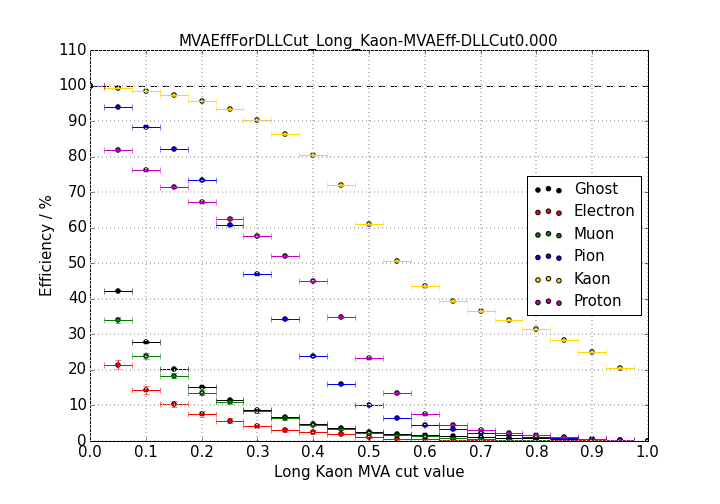 MVAEffForDLLCut_Long_Kaon-MVAEff-DLLCut0.000
110
100
90
80
70
60
50
40
30
20
10
0
Efficiency / %
Ghost
Electron
Muon
Pion
Kaon
Proton
0.0 0.1 0.2 0.3 0.4 0.5 0.6 0.7 0.8 0.9 1.0
Long Kaon MVA cut value